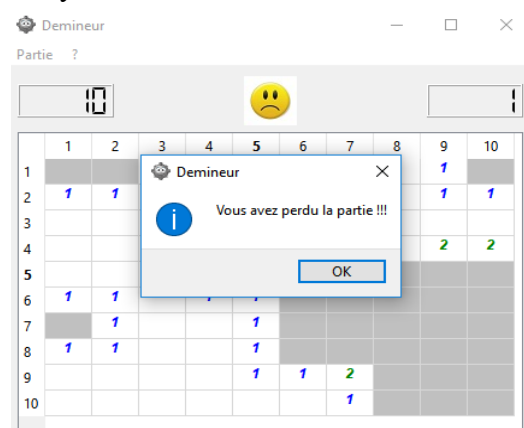 Demineur
Partie ?
10 1
1 2 3 4 5 6 7 8 9 10
Demineur
Vous avez perdu la partie !!!
OK
1 1
2 1 1 1 1
3
4 2 2
5
6 1 1 1 1
7 1 1
8 1 1 1
9 1 1 2
10 1